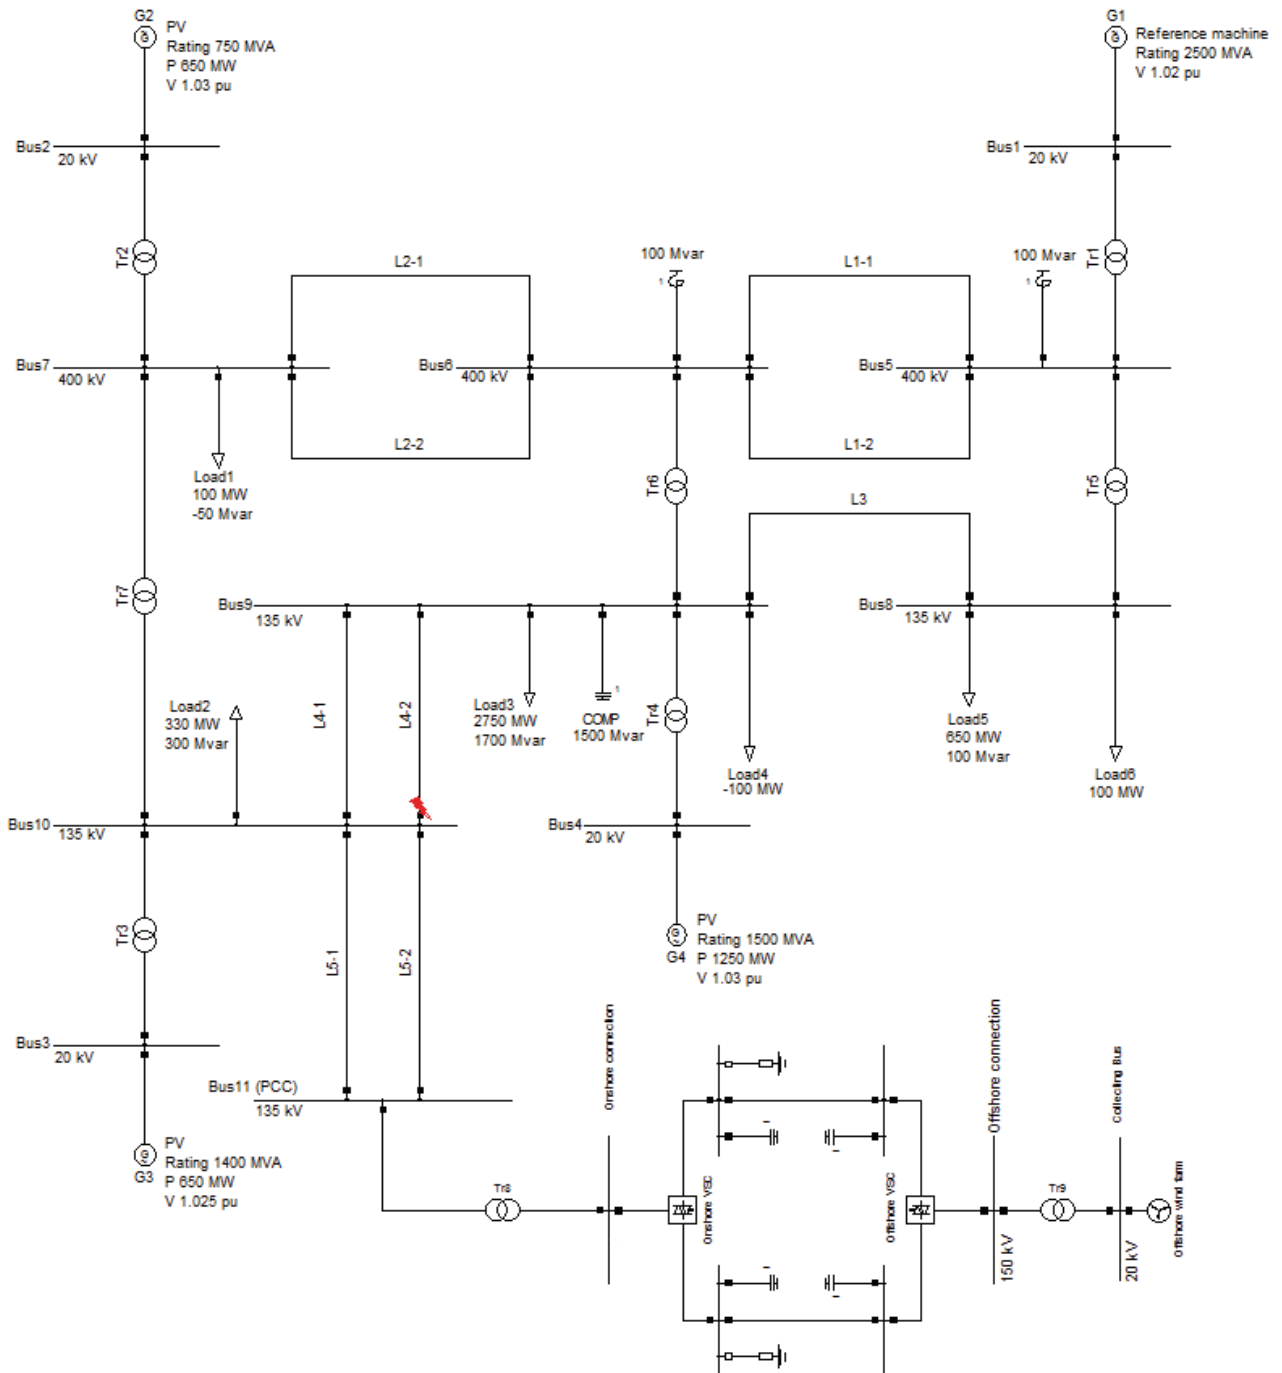 G2
PV
Rating 750 MVA
P 650 MW
V 1.03 pu
G1
Reference machine
Rating 2500 MVA
V 1.02 pu
Bus2
20 kV
Bus1
20 kV
Tr2
L2-1
100 Mvar
1
L1-1
100 Mvar
1
Tr1
Bus7
400 kV
Bus6
400 kV
Bus5
400 kV
L2-2
L1-2
Load1
100 MW
-50 Mvar
Tr6
L3
Tr5
Tr7
Bus9
135 kV
Bus8
135 kV
Load2
330 MW
300 Mvar
L4-1
L4-2
Load3
2750 MW
1700 Mvar
1
COMP
1500 Mvar
Tr4
Load4
-100 MW
Load5
650 MW
100 Mvar
Load6
100 MW
Bus10
135 kV
Bus4
20 kV
Tr3
L5-1
L5-2
G4
PV
Rating 1500 MVA
P 1250 MW
V 1.03 pu
Bus3
20 kV
Bus11 (PCC)
135 kV
Onshore connection
Offshore connection
Collecting Bus
G3
PV
Rating 1400 MVA
P 650 MW
V 1.025 pu
Tr8
Onshore VSC
Offshore VSC
Tr9
Offshore wind farm
150 kV
20 kV